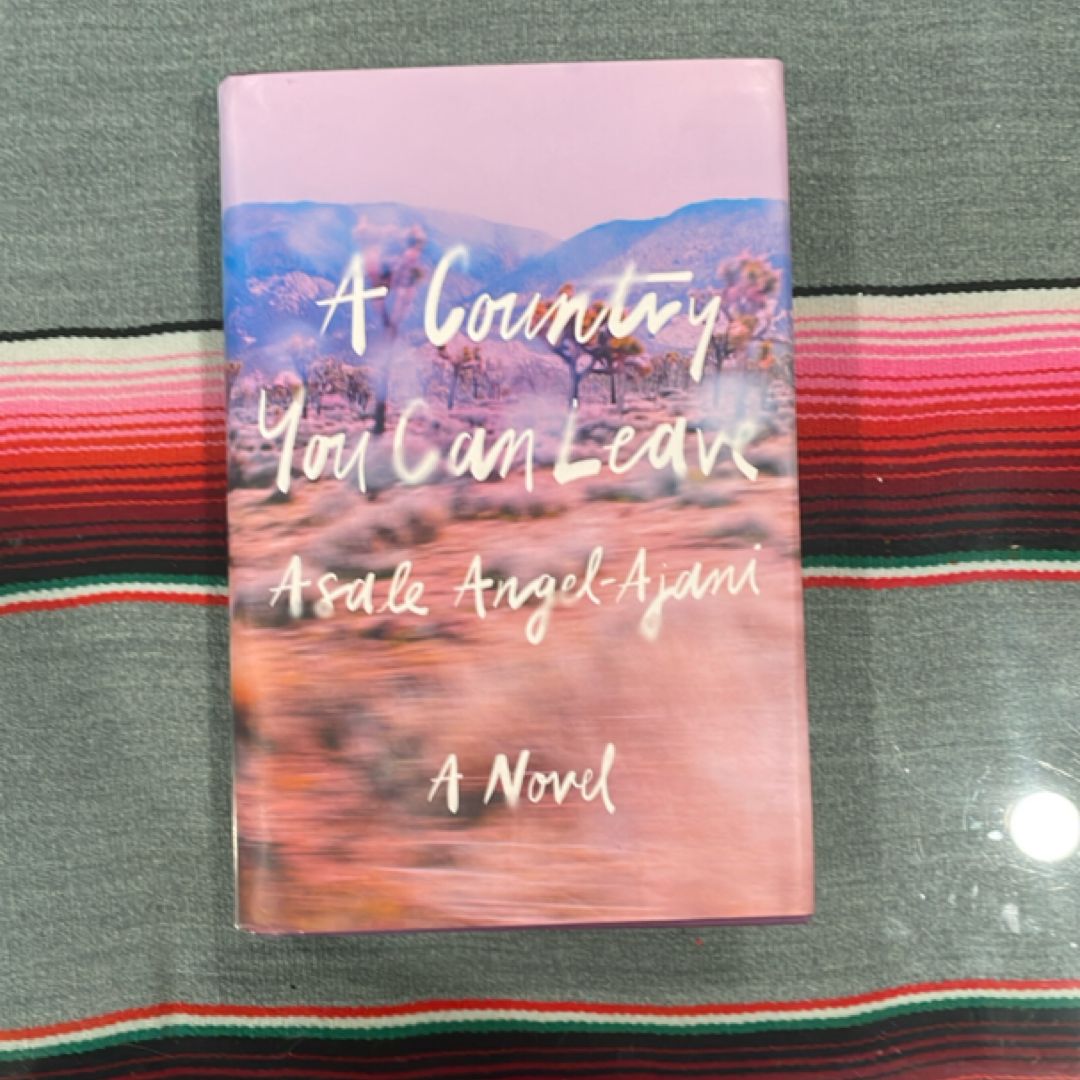 A Country
You Can Leave
Asale Angel-Ajani
A Novel